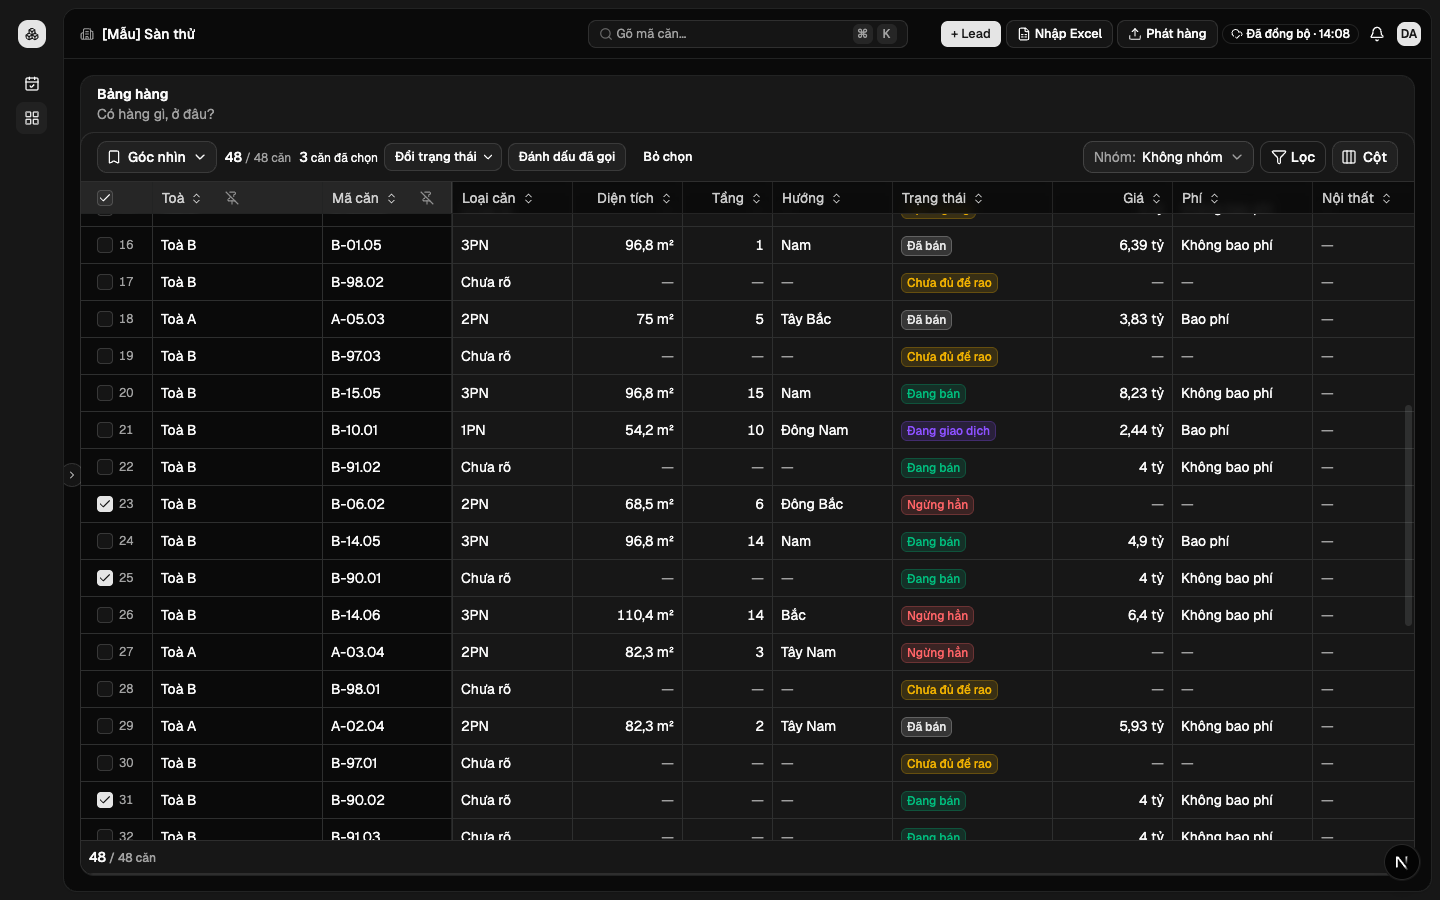 [Mẫu] Sàn thử
Gõ mã căn...
⌘ K
+ Lead
Nhập Excel
Phát hàng
Đã đồng bộ · 14:08
DA
Bảng hàng
Có hàng gì, ở đâu?
Góc nhìn
48 / 48 căn
3 căn đã chọn
Đổi trạng thái
Đánh dấu đã gọi
Bỏ chọn
Nhóm: Không nhóm
Lọc
Cột
Toà Mã căn Loại căn Diện tích Tầng Hướng Trạng thái Giá Phí Nội thất
16 Toà B B-01.05 3PN 96,8 m² 1 Nam Đã bán 6,39 tỷ Không bao phí —
17 Toà B B-98.02 Chưa rõ — — — Chưa đủ để rao — — —
18 Toà A A-05.03 2PN 75 m² 5 Tây Bắc Đã bán 3,83 tỷ Bao phí —
19 Toà B B-97.03 Chưa rõ — — — Chưa đủ để rao — — —
20 Toà B B-15.05 3PN 96,8 m² 15 Nam Đang bán 8,23 tỷ Không bao phí —
21 Toà B B-10.01 1PN 54,2 m² 10 Đông Nam Đang giao dịch 2,44 tỷ Bao phí —
22 Toà B B-91.02 Chưa rõ — — — Đang bán 4 tỷ Không bao phí —
23 Toà B B-06.02 2PN 68,5 m² 6 Đông Bắc Ngừng hẳn — — —
24 Toà B B-14.05 3PN 96,8 m² 14 Nam Đang bán 4,9 tỷ Bao phí —
25 Toà B B-90.01 Chưa rõ — — — Đang bán 4 tỷ Không bao phí —
26 Toà B B-14.06 3PN 110,4 m² 14 Bắc Ngừng hẳn 6,4 tỷ Không bao phí —
27 Toà A A-03.04 2PN 82,3 m² 3 Tây Nam Ngừng hẳn — — —
28 Toà B B-98.01 Chưa rõ — — — Chưa đủ để rao — — —
29 Toà A A-02.04 2PN 82,3 m² 2 Tây Nam Đã bán 5,93 tỷ Không bao phí —
30 Toà B B-97.01 Chưa rõ — — — Chưa đủ để rao — — —
31 Toà B B-90.02 Chưa rõ — — — Đang bán 4 tỷ Không bao phí —
32 Toà B B-91.03 Chưa rõ — — — Đang bán 4 tỷ Không bao phí —
48 / 48 căn
N